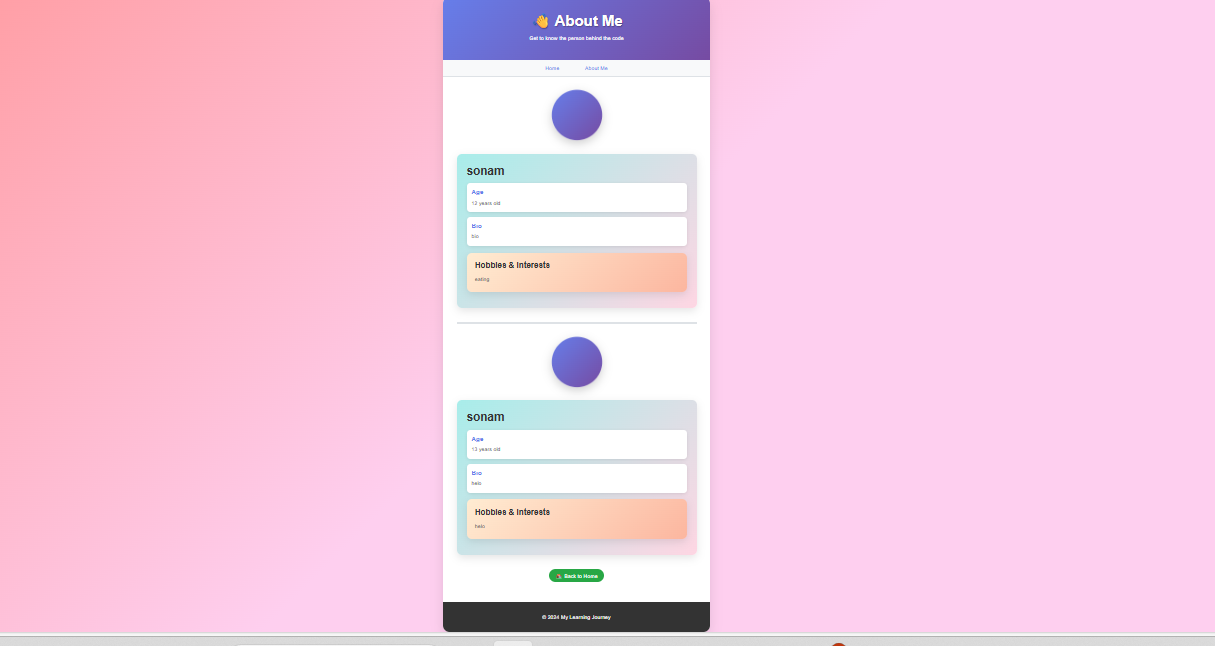 👋 About Me
Get to know the person behind the code
Home About Me
sonam
Age
12 years old
Bio
bio
Hobbies & Interests
eating
sonam
Age
13 years old
Bio
helo
Hobbies & Interests
helo
Back to Home
© 2024 My Learning Journey